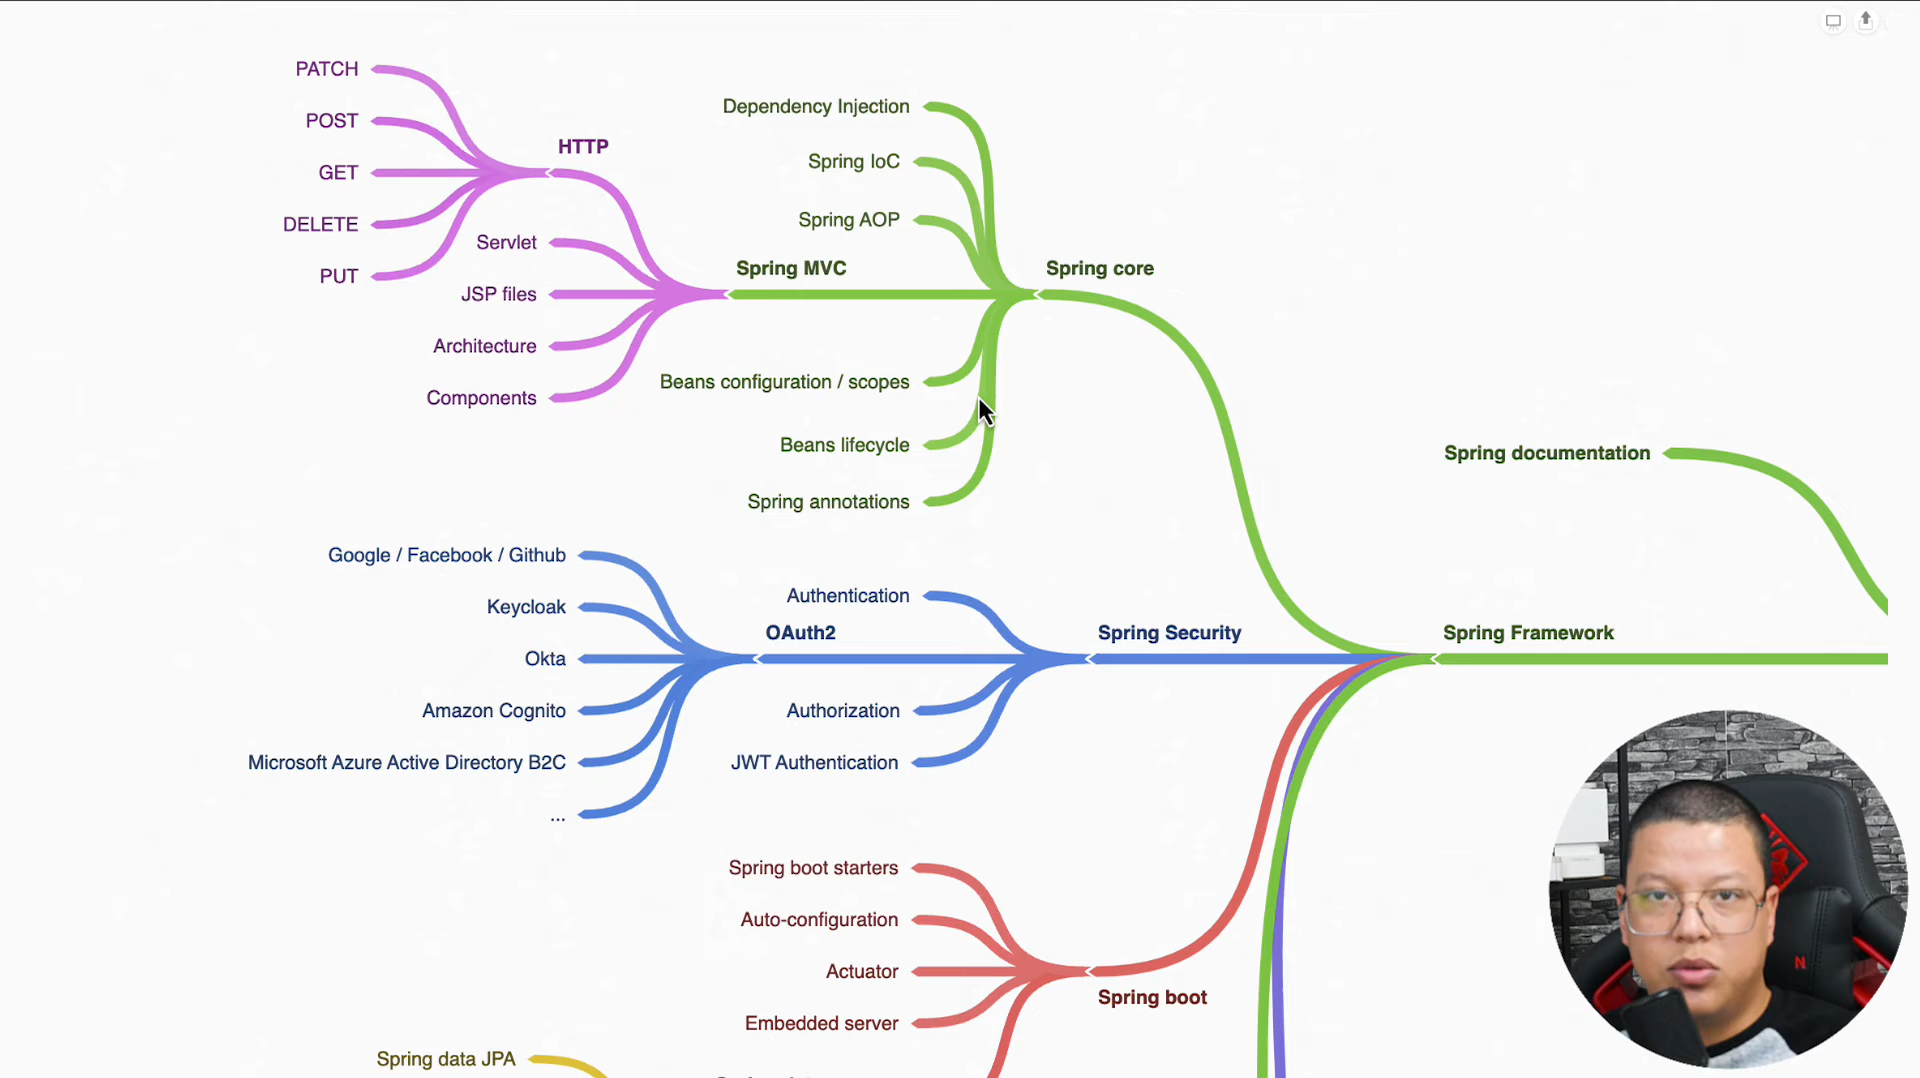 PATCH
POST
GET
DELETE
PUT
HTTP
Servlet
JSP files
Architecture
Components
Spring MVC
Dependency Injection
Spring IoC
Spring AOP
Beans configuration / scopes
Beans lifecycle
Spring annotations
Spring core
Spring documentation
Spring Framework
Google / Facebook / Github
Keycloak
Okta
Amazon Cognito
Microsoft Azure Active Directory B2C
...
OAuth2
Authentication
Authorization
JWT Authentication
Spring Security
Spring boot starters
Auto-configuration
Actuator
Embedded server
Spring boot
Spring data JPA